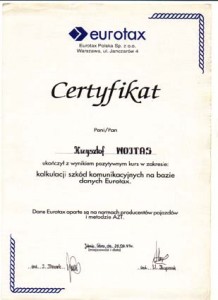 eurotax
Eurotax Polska Sp. z o.o.
Warszawa, ul. Janczarów 4
Certyfikat
Pani/Pan
Krzysztof WOJTAS
ukończył z wynikiem pozytywnym kurs w zakresie:
kalkulacji szkód komunikacyjnych na bazie
danych Eurotax.
Dane Eurotax oparte są na normach producentów pojazdów
i metodzie AZT.